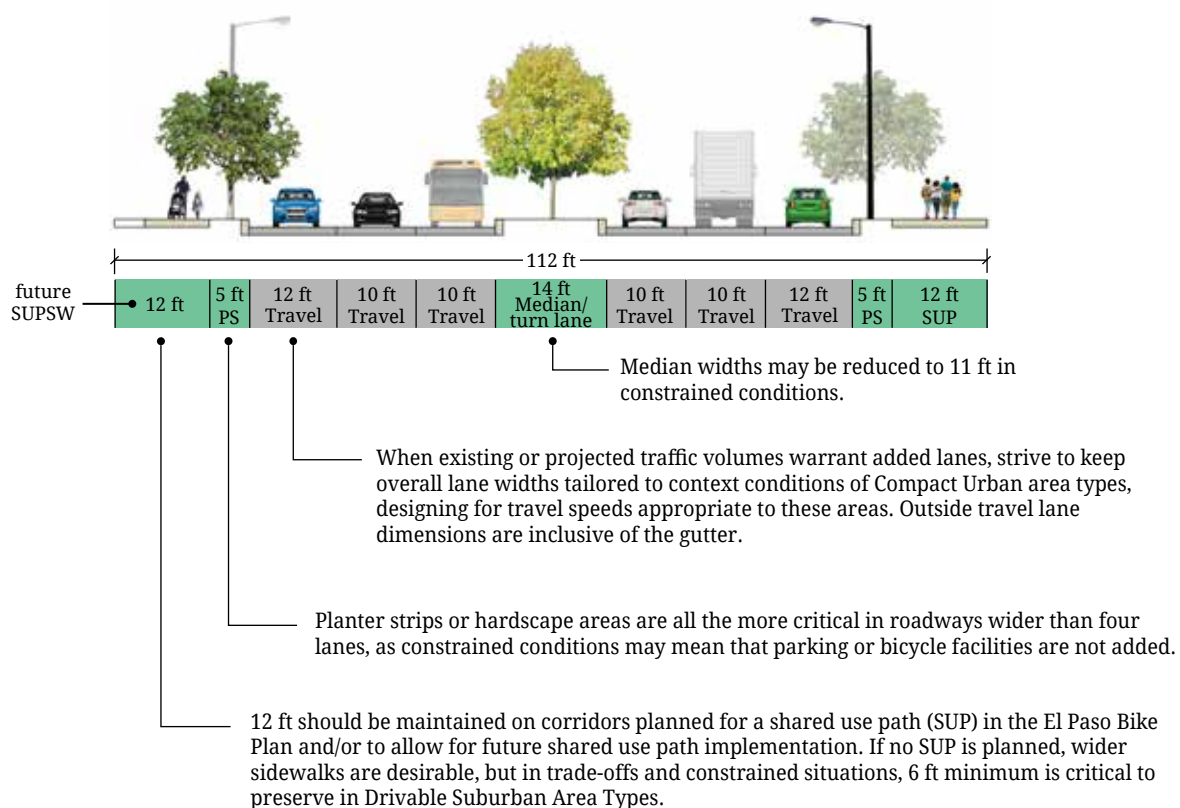 112 ft
future
SUPSW
12 ft
5 ft
PS
12 ft
Travel
10 ft
Travel
10 ft
Travel
14 ft
Median/
turn lane
10 ft
Travel
10 ft
Travel
12 ft
Travel
5 ft
PS
12 ft
SUP
Median widths may be reduced to 11 ft in
constrained conditions.
When existing or projected traffic volumes warrant added lanes, strive to keep
overall lane widths tailored to context conditions of Compact Urban area types,
designing for travel speeds appropriate to these areas. Outside travel lane
dimensions are inclusive of the gutter.
Planter strips or hardscape areas are all the more critical in roadways wider than four
lanes, as constrained conditions may mean that parking or bicycle facilities are not added.
12 ft should be maintained on corridors planned for a shared use path (SUP) in the El Paso Bike
Plan and/or to allow for future shared use path implementation. If no SUP is planned, wider
sidewalks are desirable, but in trade-offs and constrained situations, 6 ft minimum is critical to
preserve in Drivable Suburban Area Types.